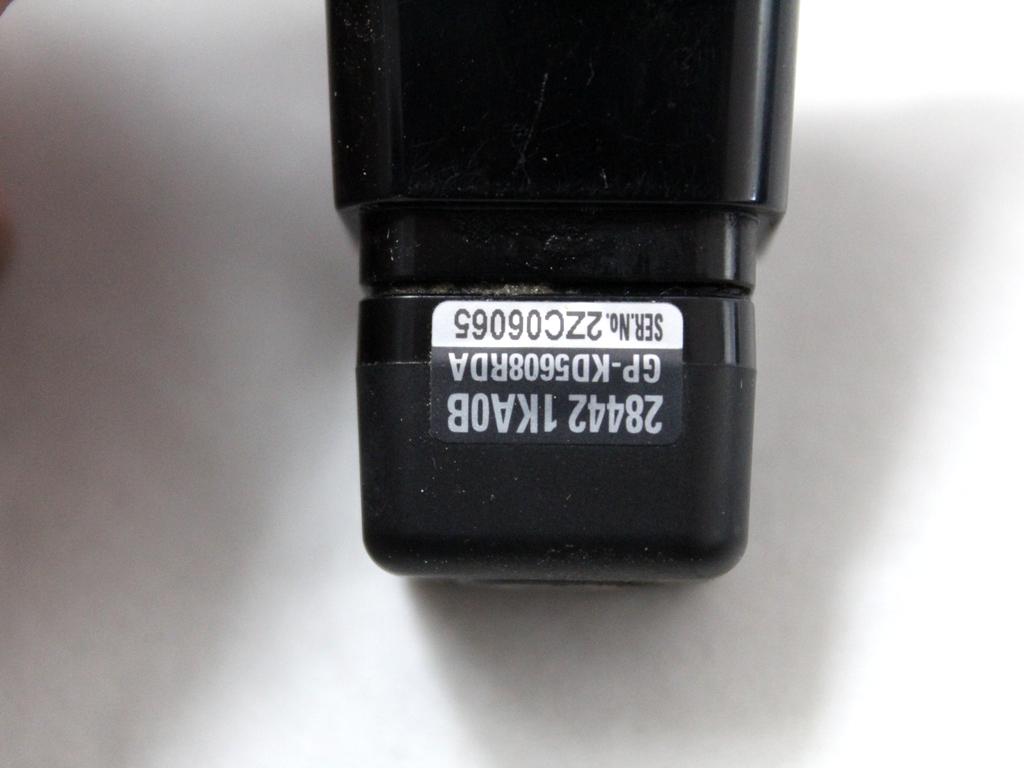 28442 1KA0B
GP-KD5608RDA
SER.No. 2ZC06065